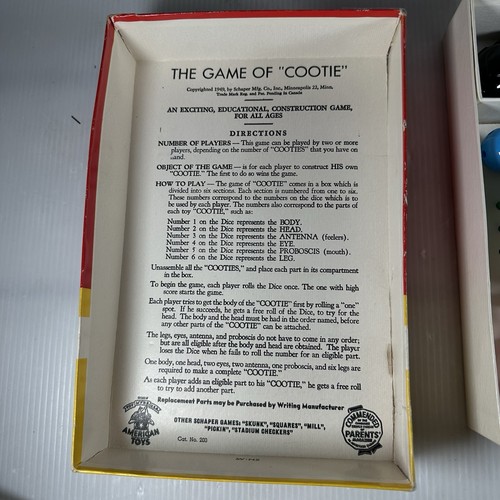 THE GAME OF "COOTIE"
Copyrighted 1949, by Schaper Mfg. Co., Inc., Minneapolis 22, Minn.
Trade Mark Reg. and Pat. Pending in Canada
AN EXCITING, EDUCATIONAL, CONSTRUCTION GAME,
FOR ALL AGES
DIRECTIONS
NUMBER OF PLAYERS — This game can be played by two or more
players, depending on the number of "COOTIES" that you have on
hand.
OBJECT OF THE GAME — is for each player to construct HIS own
"COOTIE." The first to do so wins the game.
HOW TO PLAY — The game of "COOTIE" comes in a box which is
divided into six sections. Each section is numbered from one to six.
These numbers correspond to the numbers on the dice which is to
be used by each player. The numbers also correspond to the parts of
each toy "COOTIE," such as:
Number 1 on the Dice represents the BODY.
Number 2 on the Dice represents the HEAD.
Number 3 on the Dice represents the ANTENNA (feelers).
Number 4 on the Dice represents the EYE.
Number 5 on the Dice represents the PROBOSCIS (mouth).
Number 6 on the Dice represents the LEG.
Unassemble all the "COOTIES," and place each part in its compartment
in the box.
To begin the game, each player rolls the Dice once. The one with high
score starts the game.
Each player tries to get the body of the "COOTIE" first by rolling a "one"
spot. If he succeeds, he gets a free roll of the Dice, to try for the
head. The body and the head must be had in the order named, before
any other parts of the "COOTIE" can be attached.
The legs, eyes, antenna, and proboscis do not have to come in any order;
but are all eligible after the body and head are obtained. The player
loses the Dice when he fails to roll the number for an eligible part.
One body, one head, two eyes, two antenna, one proboscis, and six legs are
required to make a complete "COOTIE."
As each player adds an eligible part to his "COOTIE," he gets a free roll
to try to add another part.
Replacement Parts may be Purchased by Writing Manufacturer
OTHER SCHAPER GAMES: "SKUNK", "SQUARES", "MILL",
"PICKIN", "STADIUM CHECKERS"
Cat. No. 200
AMERICAN
TOYS
COMMENDED
PARENTS'
MAGAZINE